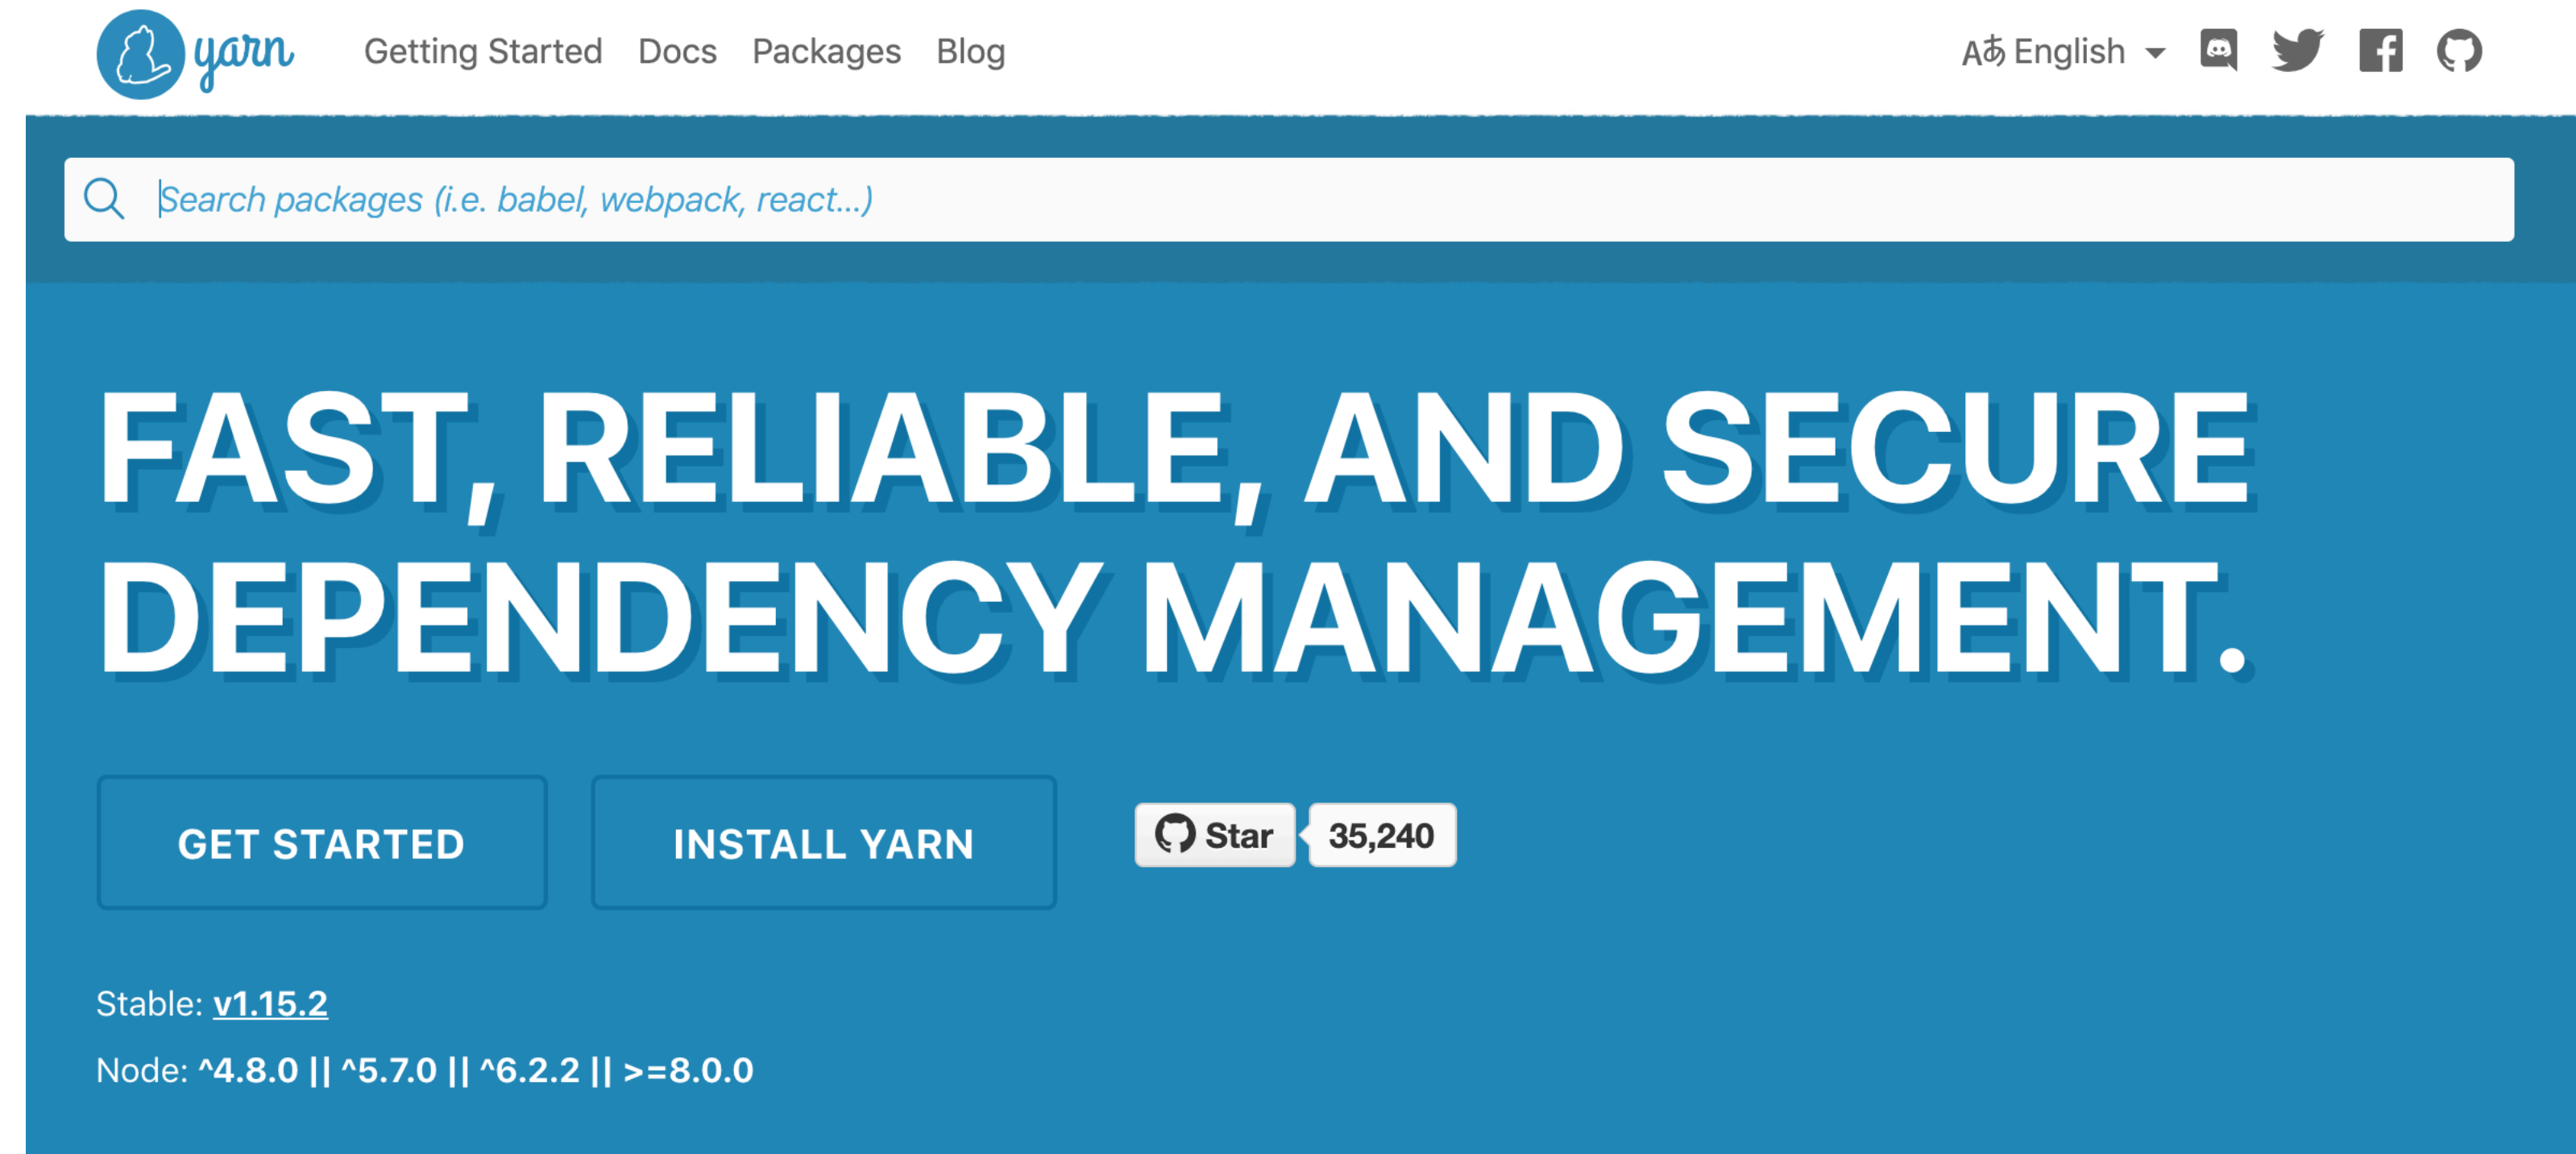 yarn Getting Started Docs Packages Blog Aあ English
Search packages (i.e. babel, webpack, react...)
FAST, RELIABLE, AND SECURE
DEPENDENCY MANAGEMENT.
GET STARTED INSTALL YARN Star 35,240
Stable: v1.15.2
Node: ^4.8.0 || ^5.7.0 || ^6.2.2 || >=8.0.0